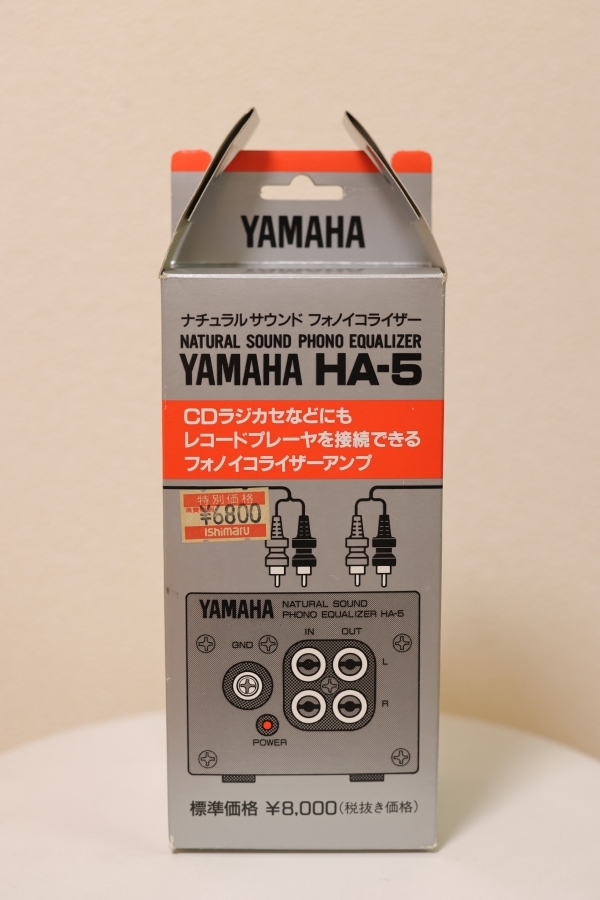 YAMAHA
ナチュラルサウンド フォノイコライザー
NATURAL SOUND PHONO EQUALIZER
YAMAHA HA-5
CDラジカセなどにも
レコードプレーヤを接続できる
フォノイコライザーアンプ
特別価格
¥6800
ishimaru
YAMAHA NATURAL SOUND
PHONO EQUALIZER HA-5
GND IN OUT
L
R
POWER
標準価格 ¥8,000(税抜き価格)